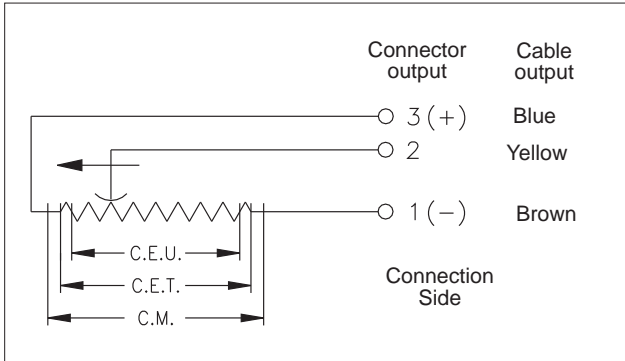 Connector
output
Cable
output
3 (+) Blue
2 Yellow
1 (-) Brown
C.E.U.
C.E.T.
C.M.
Connection
Side